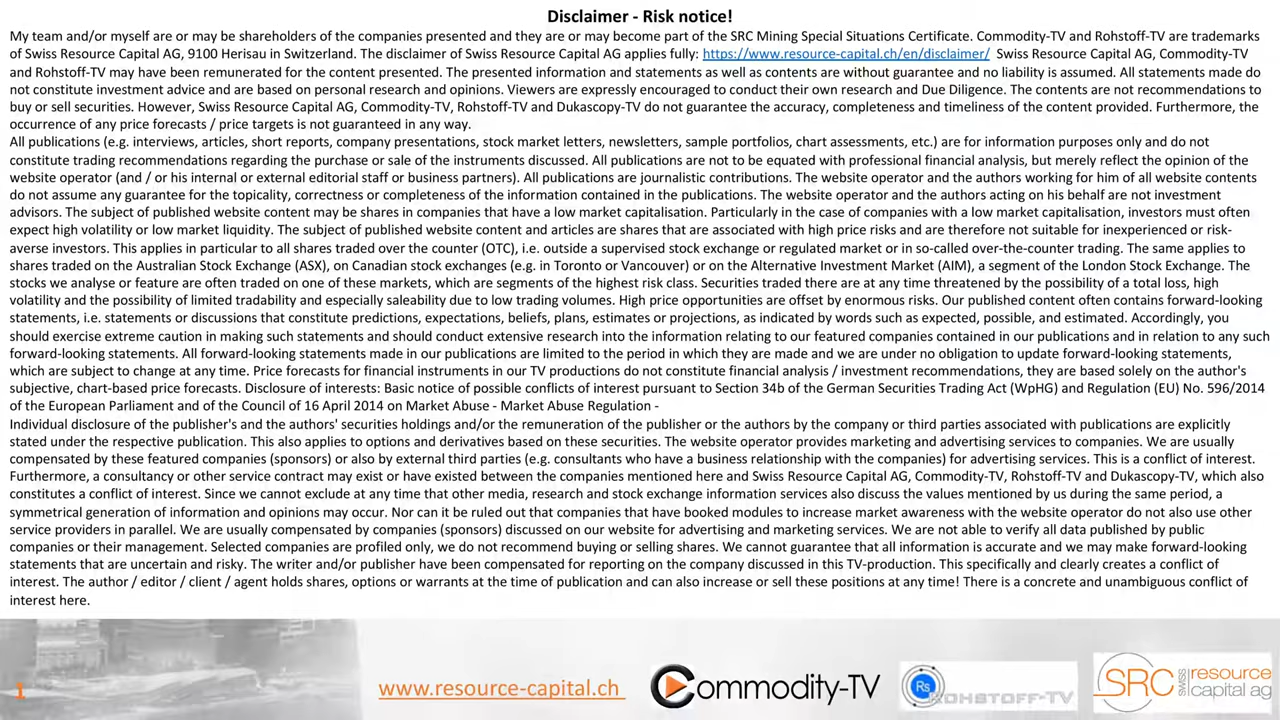 Disclaimer - Risk notice!
My team and/or myself are or may be shareholders of the companies presented and they are or may become part of the SRC Mining Special Situations Certificate. Commodity-TV and Rohstoff-TV are trademarks
of Swiss Resource Capital AG, 9100 Herisau in Switzerland. The disclaimer of Swiss Resource Capital AG applies fully: https://www.resource-capital.ch/en/disclaimer/ Swiss Resource Capital AG, Commodity-TV
and Rohstoff-TV may have been remunerated for the content presented. The presented information and statements as well as contents are without guarantee and no liability is assumed. All statements made do
not constitute investment advice and are based on personal research and opinions. Viewers are expressly encouraged to conduct their own research and Due Diligence. The contents are not recommendations to
buy or sell securities. However, Swiss Resource Capital AG, Commodity-TV, Rohstoff-TV and Dukascopy-TV do not guarantee the accuracy, completeness and timeliness of the content provided. Furthermore, the
occurrence of any price forecasts / price targets is not guaranteed in any way.
All publications (e.g. interviews, articles, short reports, company presentations, stock market letters, newsletters, sample portfolios, chart assessments, etc.) are for information purposes only and do not
constitute trading recommendations regarding the purchase or sale of the instruments discussed. All publications are not to be equated with professional financial analysis, but merely reflect the opinion of the
website operator (and / or his internal or external editorial staff or business partners). All publications are journalistic contributions. The website operator and the authors working for him of all website contents
do not assume any guarantee for the topicality, correctness or completeness of the information contained in the publications. The website operator and the authors acting on his behalf are not investment
advisors. The subject of published website content may be shares in companies that have a low market capitalisation. Particularly in the case of companies with a low market capitalisation, investors must often
expect high volatility or low market liquidity. The subject of published website content and articles are shares that are associated with high price risks and are therefore not suitable for inexperienced or risk-
averse investors. This applies in particular to all shares traded over the counter (OTC), i.e. outside a supervised stock exchange or regulated market or in so-called over-the-counter trading. The same applies to
shares traded on the Australian Stock Exchange (ASX), on Canadian stock exchanges (e.g. in Toronto or Vancouver) or on the Alternative Investment Market (AIM), a segment of the London Stock Exchange. The
stocks we analyse or feature are often traded on one of these markets, which are segments of the highest risk class. Securities traded there are at any time threatened by the possibility of a total loss, high
volatility and the possibility of limited tradability and especially saleability due to low trading volumes. High price opportunities are offset by enormous risks. Our published content often contains forward-looking
statements, i.e. statements or discussions that constitute predictions, expectations, beliefs, plans, estimates or projections, as indicated by words such as expected, possible, and estimated. Accordingly, you
should exercise extreme caution in making such statements and should conduct extensive research into the information relating to our featured companies contained in our publications and in relation to any such
forward-looking statements. All forward-looking statements made in our publications are limited to the period in which they are made and we are under no obligation to update forward-looking statements,
which are subject to change at any time. Price forecasts for financial instruments in our TV productions do not constitute financial analysis / investment recommendations, they are based solely on the author's
subjective, chart-based price forecasts. Disclosure of interests: Basic notice of possible conflicts of interest pursuant to Section 34b of the German Securities Trading Act (WpHG) and Regulation (EU) No. 596/2014
of the European Parliament and of the Council of 16 April 2014 on Market Abuse - Market Abuse Regulation -
Individual disclosure of the publisher's and the authors' securities holdings and/or the remuneration of the publisher or the authors by the company or third parties associated with publications are explicitly
stated under the respective publication. This also applies to options and derivatives based on these securities. The website operator provides marketing and advertising services to companies. We are usually
compensated by these featured companies (sponsors) or also by external third parties (e.g. consultants who have a business relationship with the companies) for advertising services. This is a conflict of interest.
Furthermore, a consultancy or other service contract may exist or have existed between the companies mentioned here and Swiss Resource Capital AG, Commodity-TV, Rohstoff-TV and Dukascopy-TV, which also
constitutes a conflict of interest. Since we cannot exclude at any time that other media, research and stock exchange information services also discuss the values mentioned by us during the same period, a
symmetrical generation of information and opinions may occur. Nor can it be ruled out that companies that have booked modules to increase market awareness with the website operator do not also use other
service providers in parallel. We are usually compensated by companies (sponsors) discussed on our website for advertising and marketing services. We are not able to verify all data published by public
companies or their management. Selected companies are profiled only, we do not recommend buying or selling shares. We cannot guarantee that all information is accurate and we may make forward-looking
statements that are uncertain and risky. The writer and/or publisher have been compensated for reporting on the company discussed in this TV-production. This specifically and clearly creates a conflict of
interest. The author / editor / client / agent holds shares, options or warrants at the time of publication and can also increase or sell these positions at any time! There is a concrete and unambiguous conflict of
interest here.
1
www.resource-capital.ch
Commodity-TV
Rs ROHSTOFF-TV
SRC SWISS resource capital ag